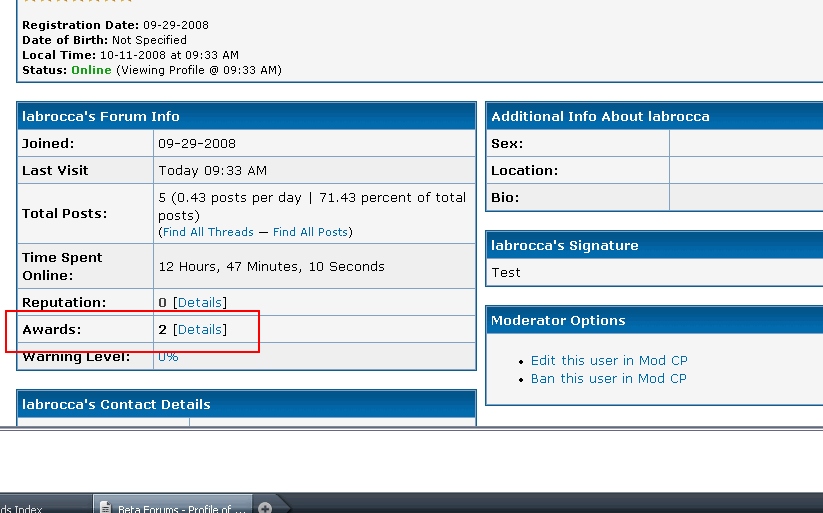 Registration Date: 09-29-2008
Date of Birth: Not Specified
Local Time: 10-11-2008 at 09:33 AM
Status: Online (Viewing Profile @ 09:33 AM)
labrocca's Forum Info
Joined: 09-29-2008
Last Visit Today 09:33 AM
Total Posts: 5 (0.43 posts per day | 71.43 percent of total
posts)
(Find All Threads — Find All Posts)
Time Spent
Online: 12 Hours, 47 Minutes, 10 Seconds
Reputation: 0 [Details]
Awards: 2 [Details]
Warning Level: 0%
labrocca's Contact Details
Additional Info About labrocca
Sex:
Location:
Bio:
labrocca's Signature
Test
Moderator Options
• Edit this user in Mod CP
• Ban this user in Mod CP
ds Index
Beta Forums - Profile of ...